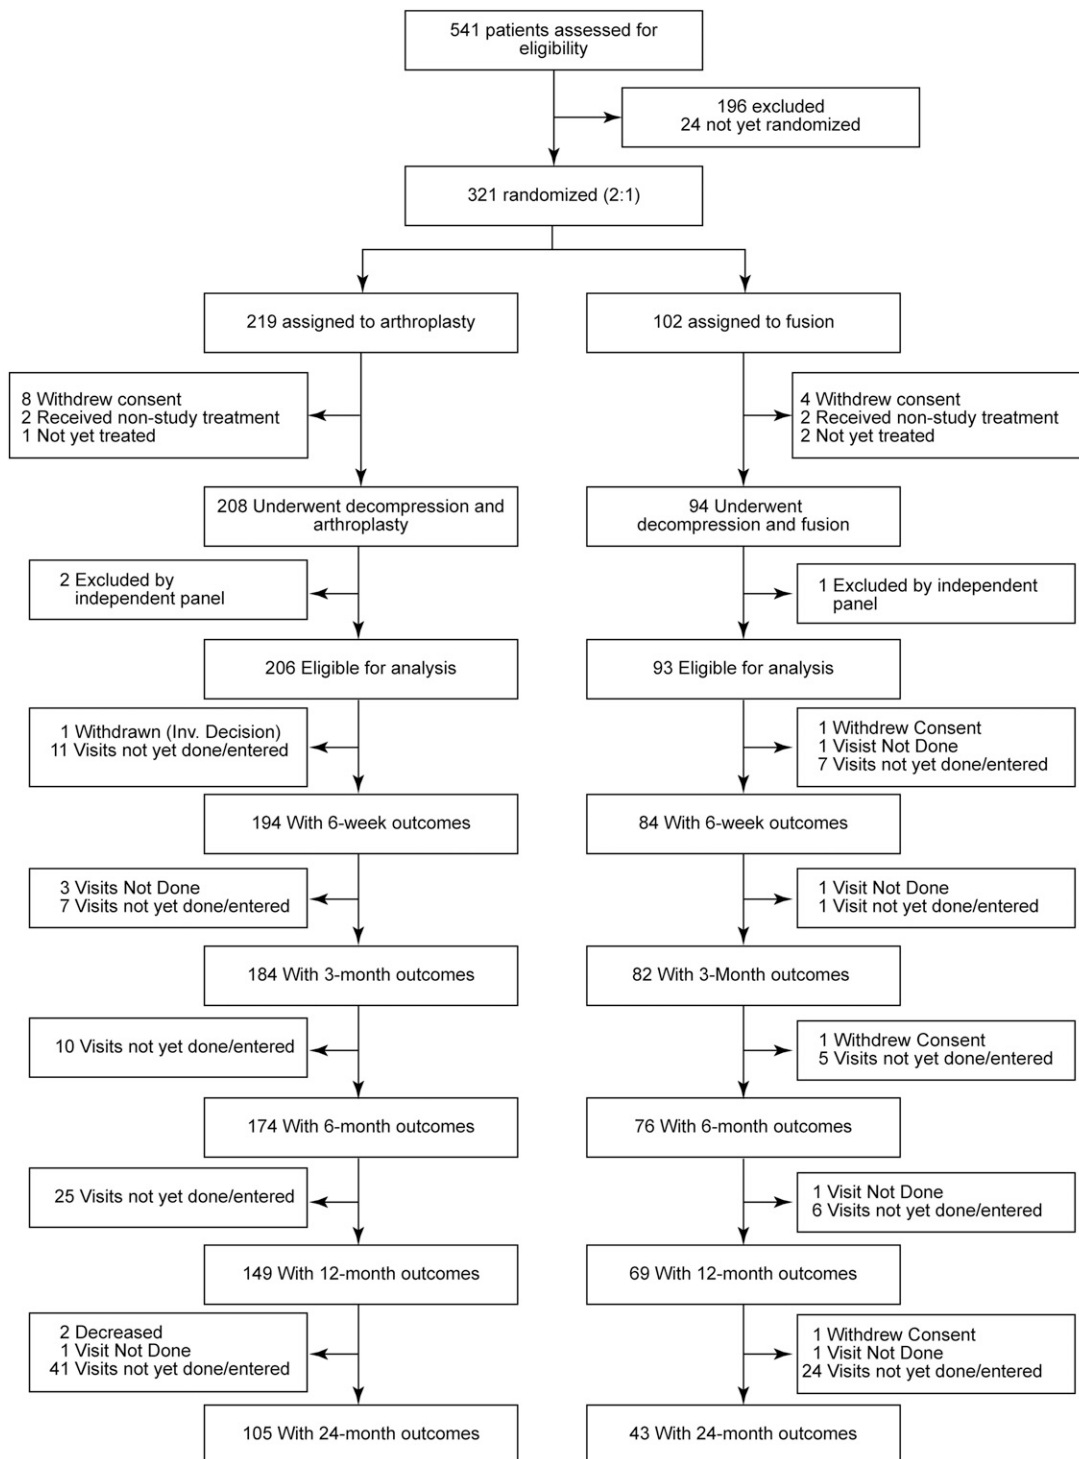 541 patients assessed for
eligibility
196 excluded
24 not yet randomized
321 randomized (2:1)
219 assigned to arthroplasty
102 assigned to fusion
8 Withdrew consent
2 Received non-study treatment
1 Not yet treated
4 Withdrew consent
2 Received non-study treatment
2 Not yet treated
208 Underwent decompression and
arthroplasty
94 Underwent
decompression and fusion
2 Excluded by
independent panel
1 Excluded by independent
panel
206 Eligible for analysis
93 Eligible for analysis
1 Withdrawn (Inv. Decision)
11 Visits not yet done/entered
1 Withdrew Consent
1 Visist Not Done
7 Visits not yet done/entered
194 With 6-week outcomes
84 With 6-week outcomes
3 Visits Not Done
7 Visits not yet done/entered
1 Visit Not Done
1 Visit not yet done/entered
184 With 3-month outcomes
82 With 3-Month outcomes
10 Visits not yet done/entered
1 Withdrew Consent
5 Visits not yet done/entered
174 With 6-month outcomes
76 With 6-month outcomes
25 Visits not yet done/entered
1 Visit Not Done
6 Visits not yet done/entered
149 With 12-month outcomes
69 With 12-month outcomes
2 Decreased
1 Visit Not Done
41 Visits not yet done/entered
1 Withdrew Consent
1 Visit Not Done
24 Visits not yet done/entered
105 With 24-month outcomes
43 With 24-month outcomes